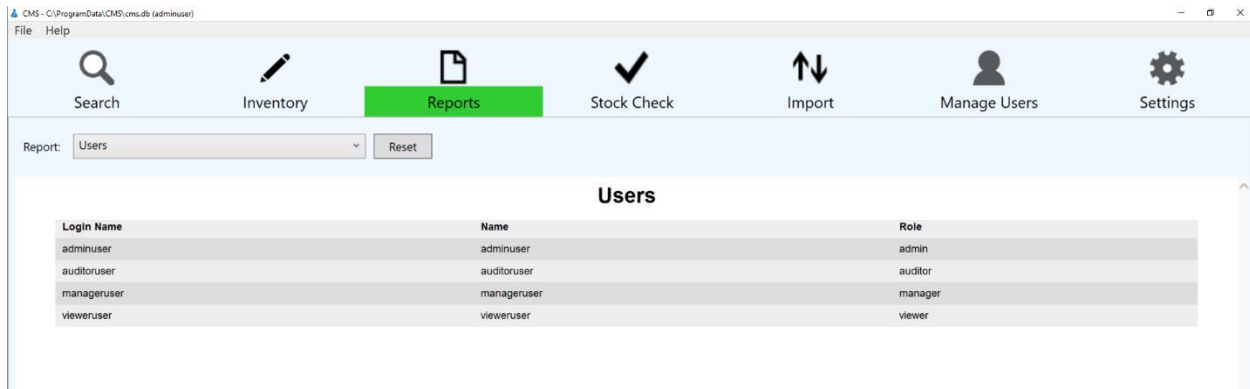 CMS - C:\ProgramData\CMS\cms.db (adminuser)
File Help
Search Inventory Reports Stock Check Import Manage Users Settings
Report: Users Reset
Users
Login Name Name Role
adminuser adminuser admin
auditoruser auditoruser auditor
manageruser manageruser manager
vieweruser vieweruser viewer